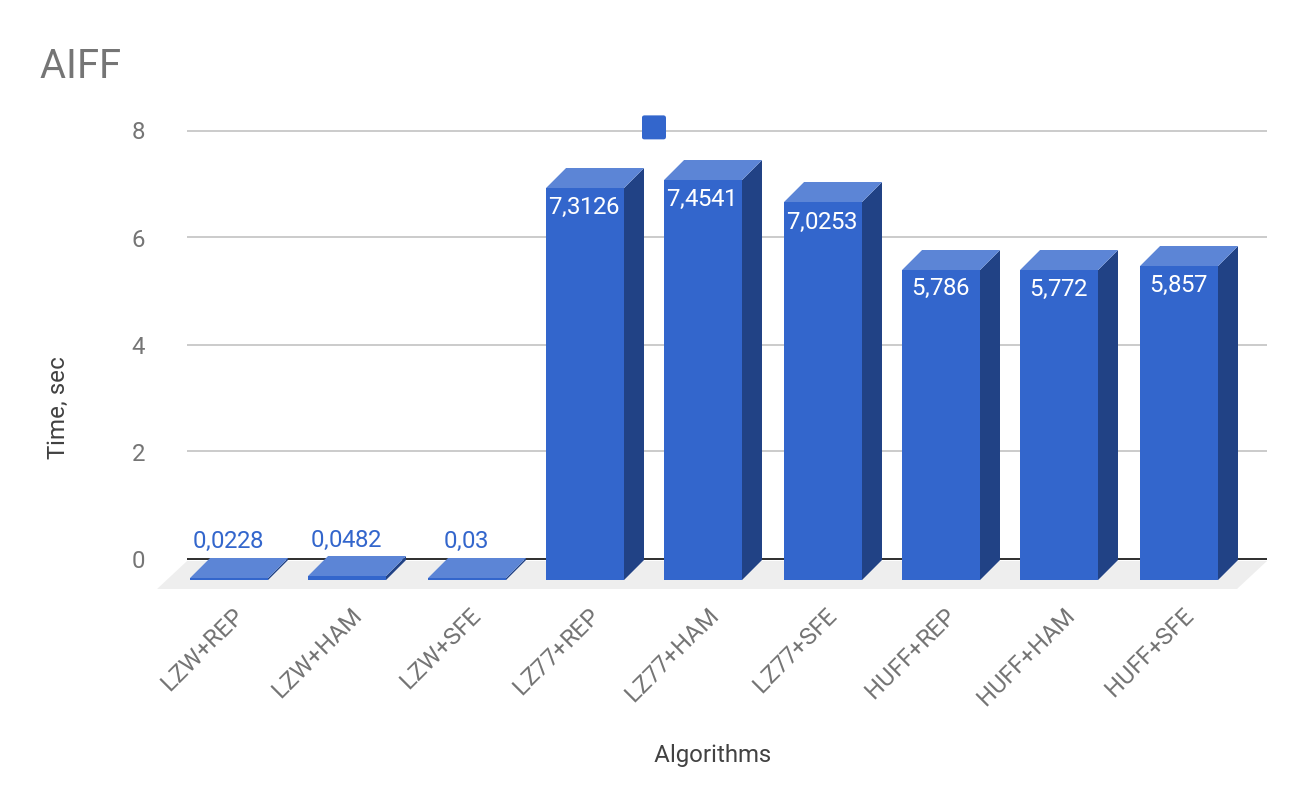 AIFF
8
6
4
2
0
Time, sec
0,0228
0,0482
0,03
7,3126
7,4541
7,0253
5,786
5,772
5,857
LZW+REP
LZW+HAM
LZW+SFE
LZ77+REP
LZ77+HAM
LZ77+SFE
HUFF+REP
HUFF+HAM
HUFF+SFE
Algorithms